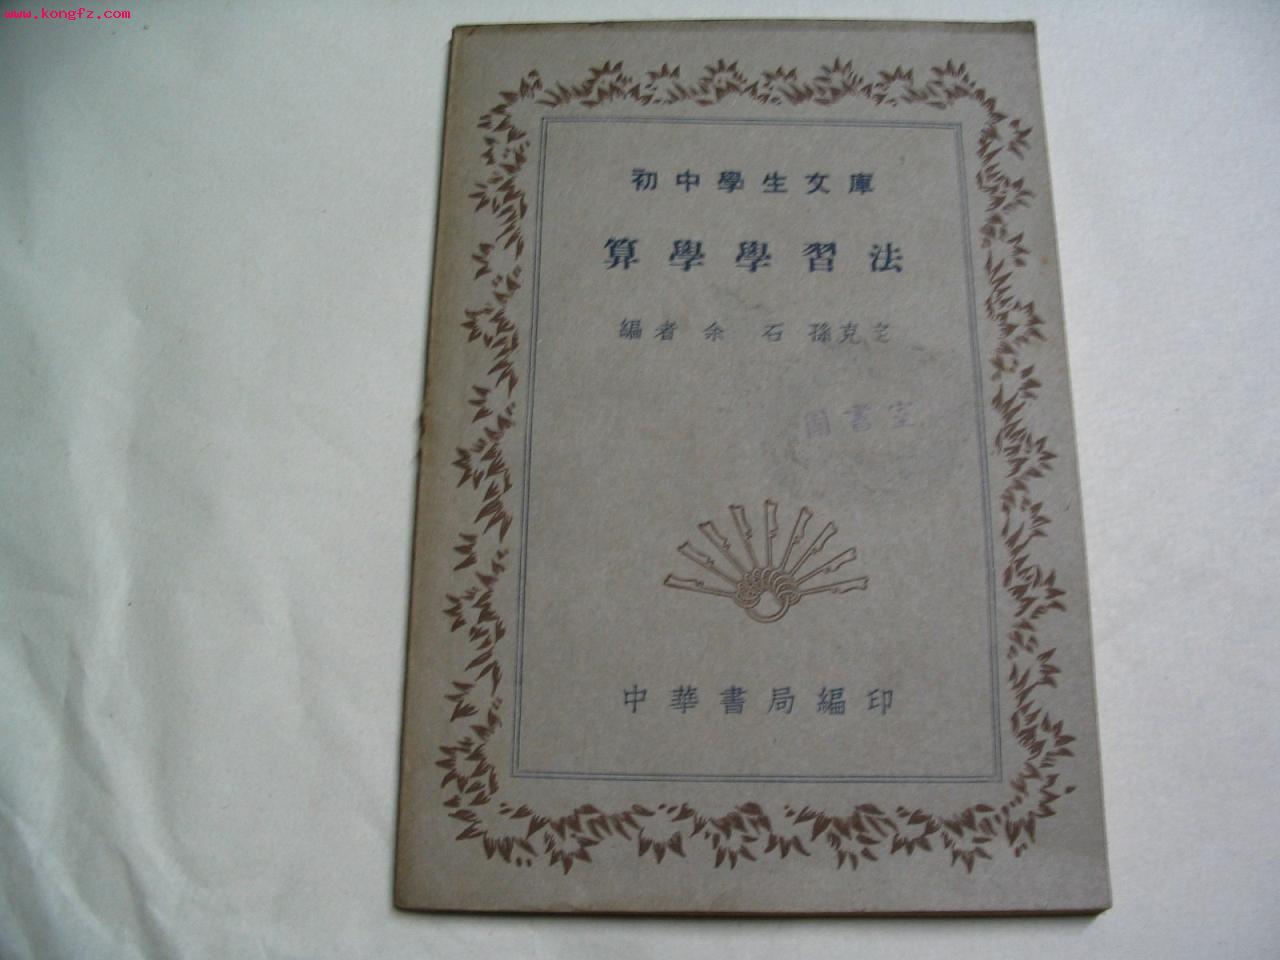 www.kongfz.com
初中學生文庫
算學學習法
編者 余 石 孫克定
圖書室
中華書局編印